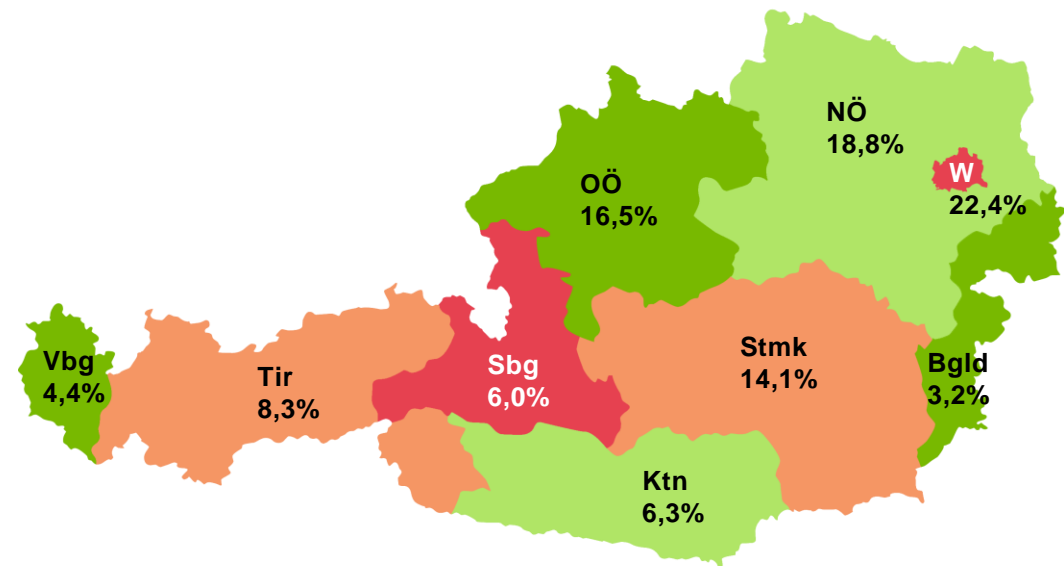 NÖ
18,8%
W
22,4%
OÖ
16,5%
Vbg
4,4%
Tir
8,3%
Sbg
6,0%
Stmk
14,1%
Bgld
3,2%
Ktn
6,3%